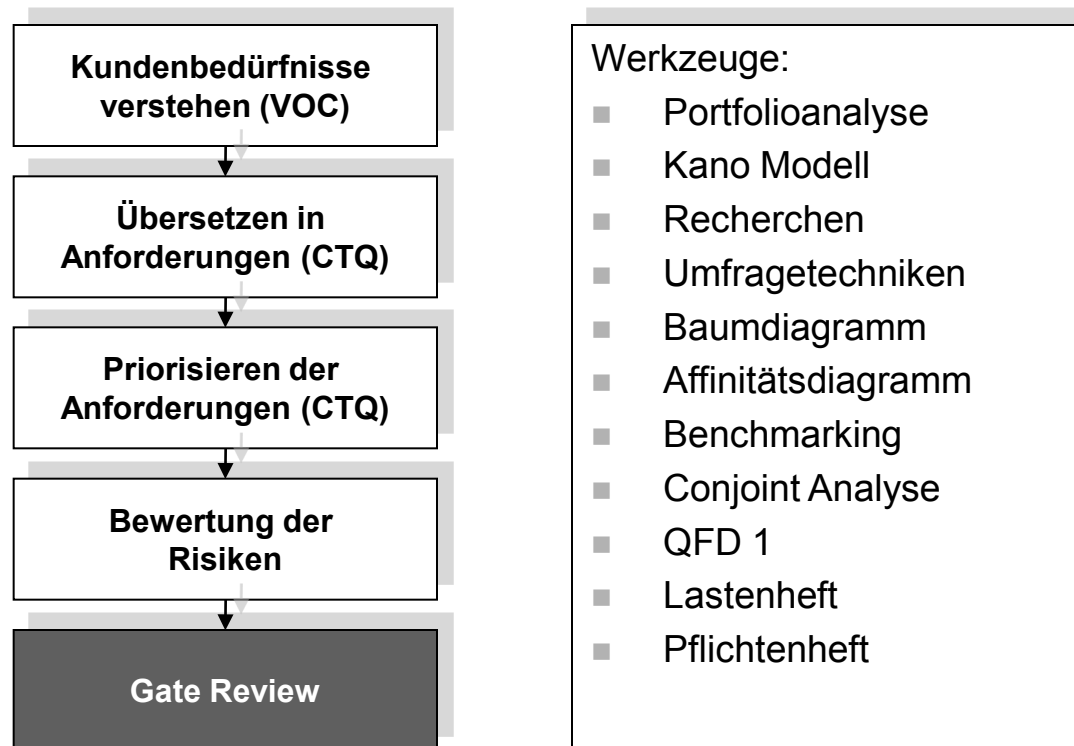 Kundenbedürfnisse
verstehen (VOC)
Übersetzen in
Anforderungen (CTQ)
Priorisieren der
Anforderungen (CTQ)
Bewertung der
Risiken
Gate Review
Werkzeuge:
Portfolioanalyse
Kano Modell
Recherchen
Umfragetechniken
Baumdiagramm
Affinitätsdiagramm
Benchmarking
Conjoint Analyse
QFD 1
Lastenheft
Pflichtenheft